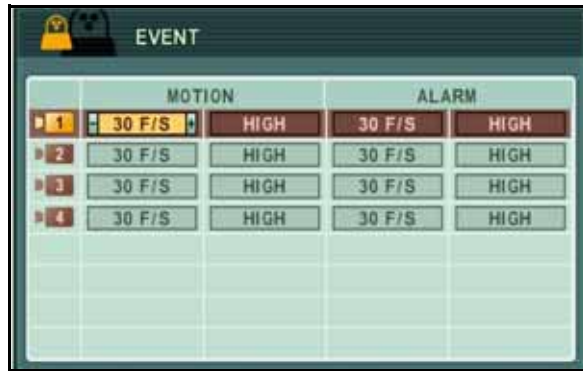 EVENT
MOTION ALARM
1 - 30 F/S + HIGH 30 F/S HIGH
2 30 F/S HIGH 30 F/S HIGH
3 30 F/S HIGH 30 F/S HIGH
4 30 F/S HIGH 30 F/S HIGH